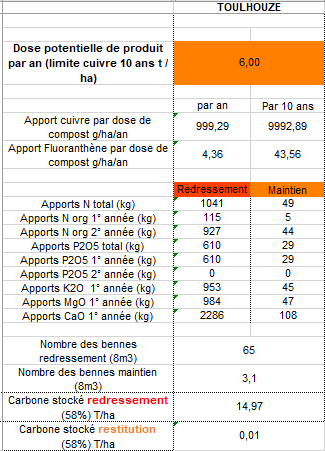 TOULHOUZE
Dose potentielle de produit
par an (limite cuivre 10 ans t /
ha)
6,00
par an Par 10 ans
Apport cuivre par dose de
compost g/ha/an
999,29 9992,89
Apport Fluoranthène par dose de
compost g/ha/an
4,36 43,56
Redressement Maintien
Apports N total (kg) 1041 49
Apports N org 1° année (kg) 115 5
Apports N org 2° année (kg) 927 44
Apports P2O5 total (kg) 610 29
Apports P2O5 1° année (kg) 610 29
Apports P2O5 2° année (kg) 0 0
Apports K2O 1° année (kg) 953 45
Apports MgO 1° année (kg) 984 47
Apports CaO 1° année (kg) 2286 108
Nombre des bennes
redressement (8m3)
65
Nombre des bennes maintien
(8m3)
3,1
Carbone stocké redressement
(58%) T/ha
14,97
Carbone stocké restitution
(58%) T/ha
0,01